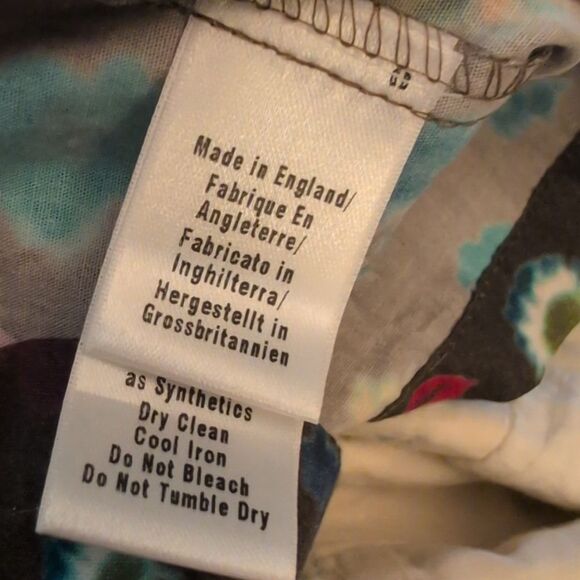 GB
Made in England/
Fabrique En
Angleterre/
Fabricato in
Inghilterra/
Hergestellt in
Grossbritannien
as Synthetics
Dry Clean
Cool Iron
Do Not Bleach
Do Not Tumble Dry